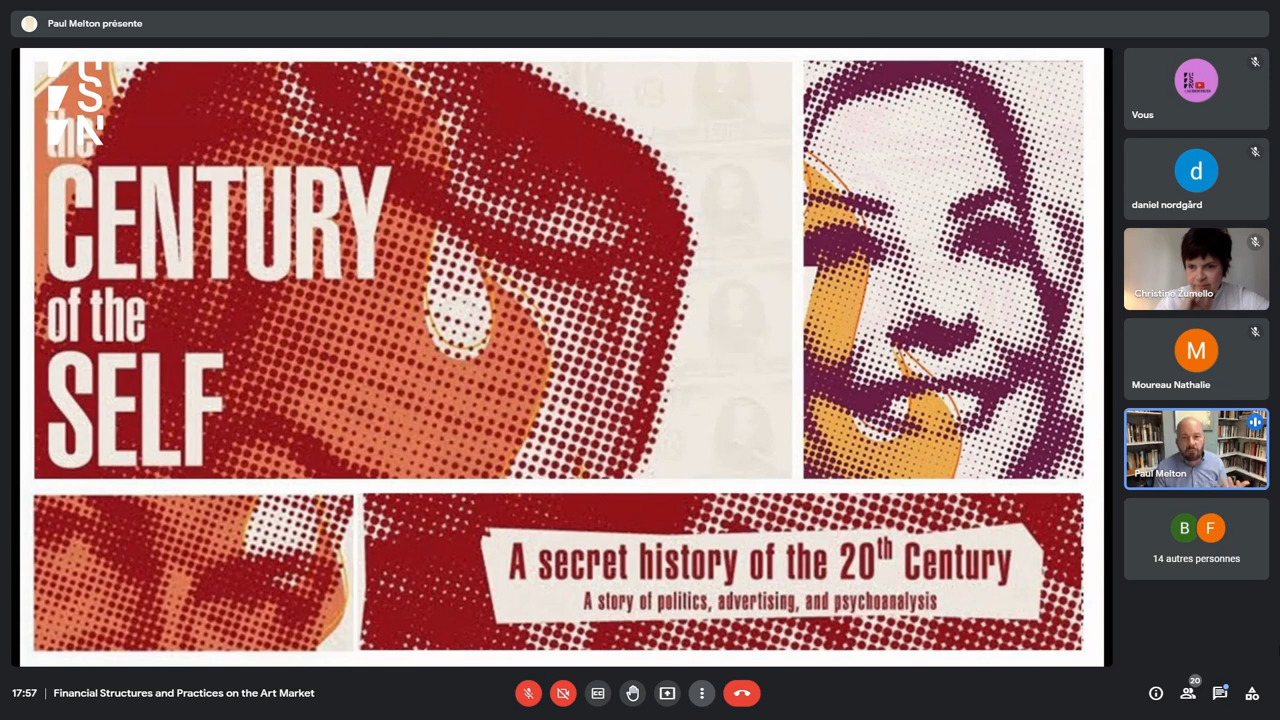 Paul Melton présente
the
CENTURY
of the
SELF
A secret history of the 20th Century
A story of politics, advertising, and psychoanalysis
Vous
d
daniel nordgård
Christine Zumello
M
Moureau Nathalie
Paul Melton
B F
14 autres personnes
17:57 | Financial Structures and Practices on the Art Market
20